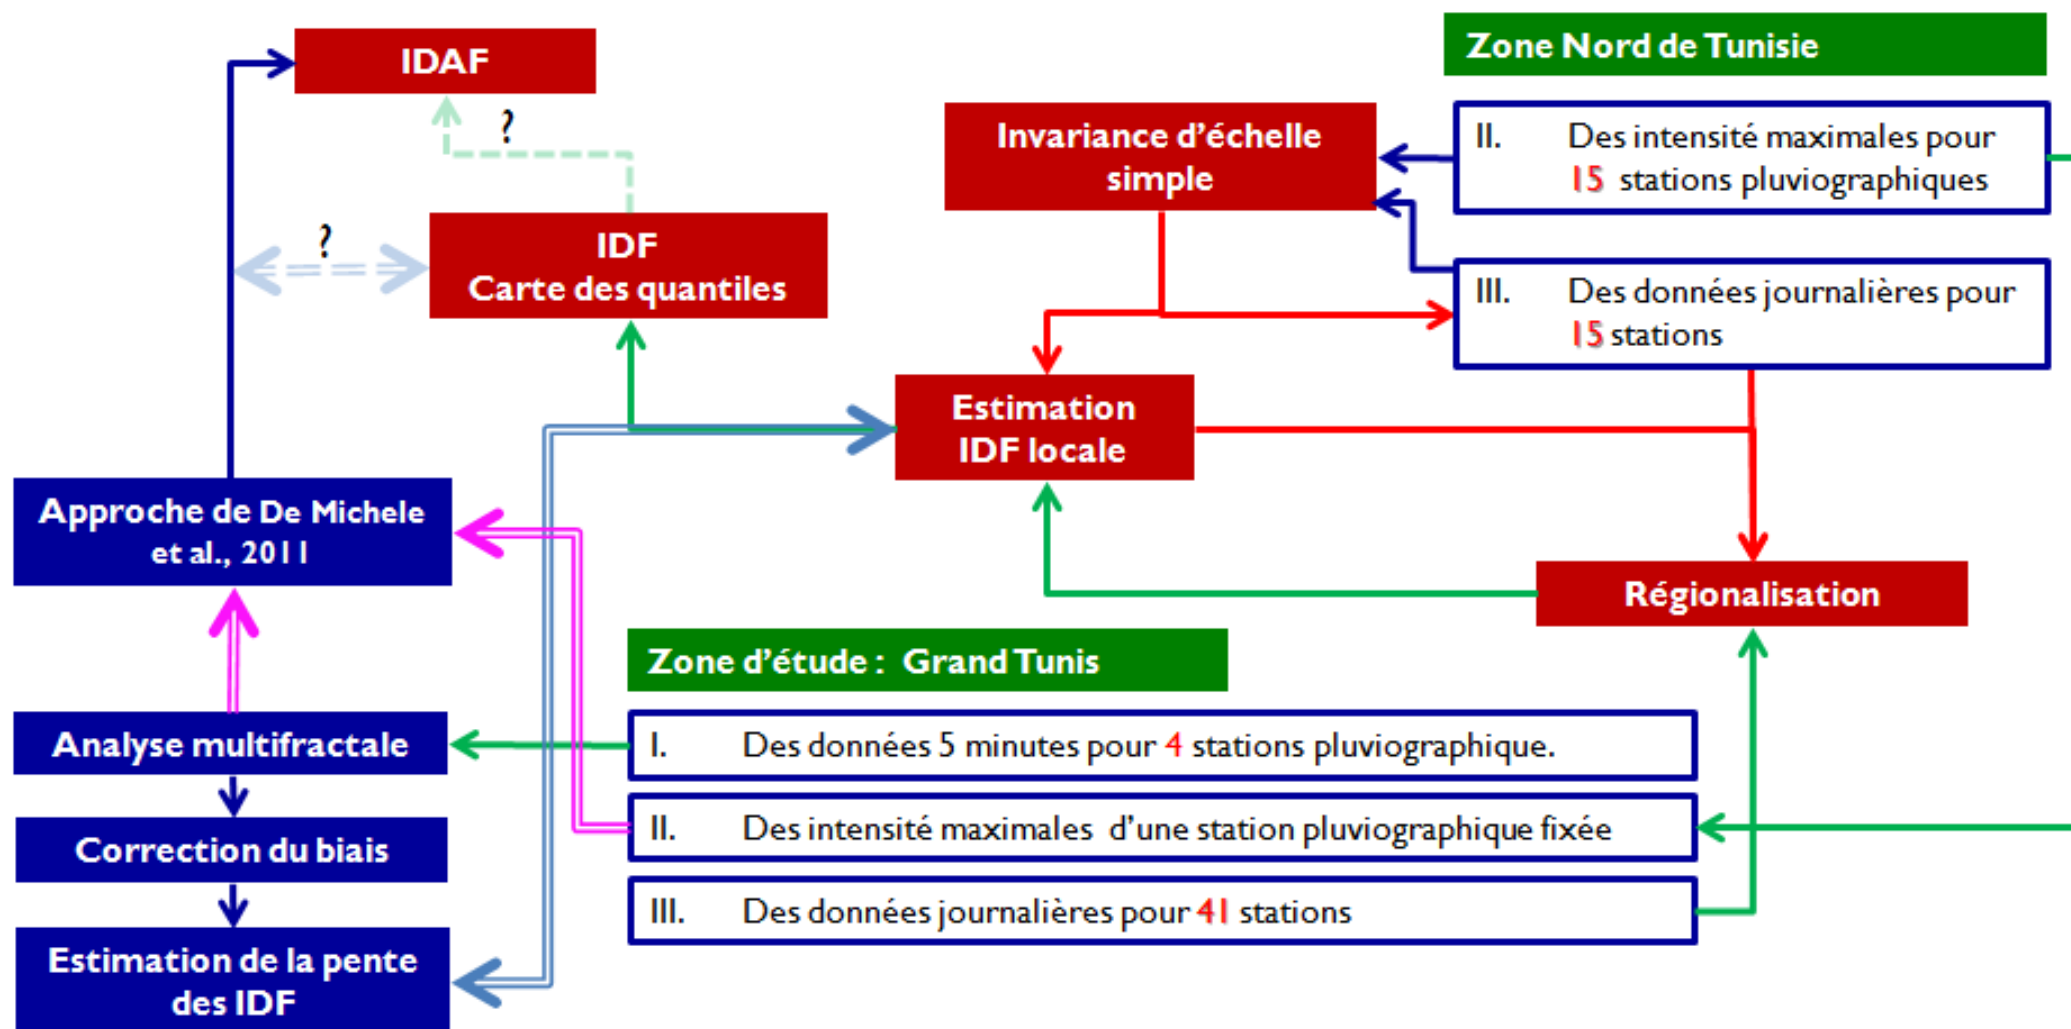 IDAF
?
?
IDF
Carte des quantiles
Zone Nord de Tunisie
Invariance d’échelle
simple
II. Des intensité maximales pour
15 stations pluviographiques
III. Des données journalières pour
15 stations
Estimation
IDF locale
Approche de De Michele
et al., 2011
Régionalisation
Zone d’étude : Grand Tunis
Analyse multifractale
I. Des données 5 minutes pour 4 stations pluviographique.
II. Des intensité maximales d’une station pluviographique fixée
Correction du biais
III. Des données journalières pour 41 stations
Estimation de la pente
des IDF